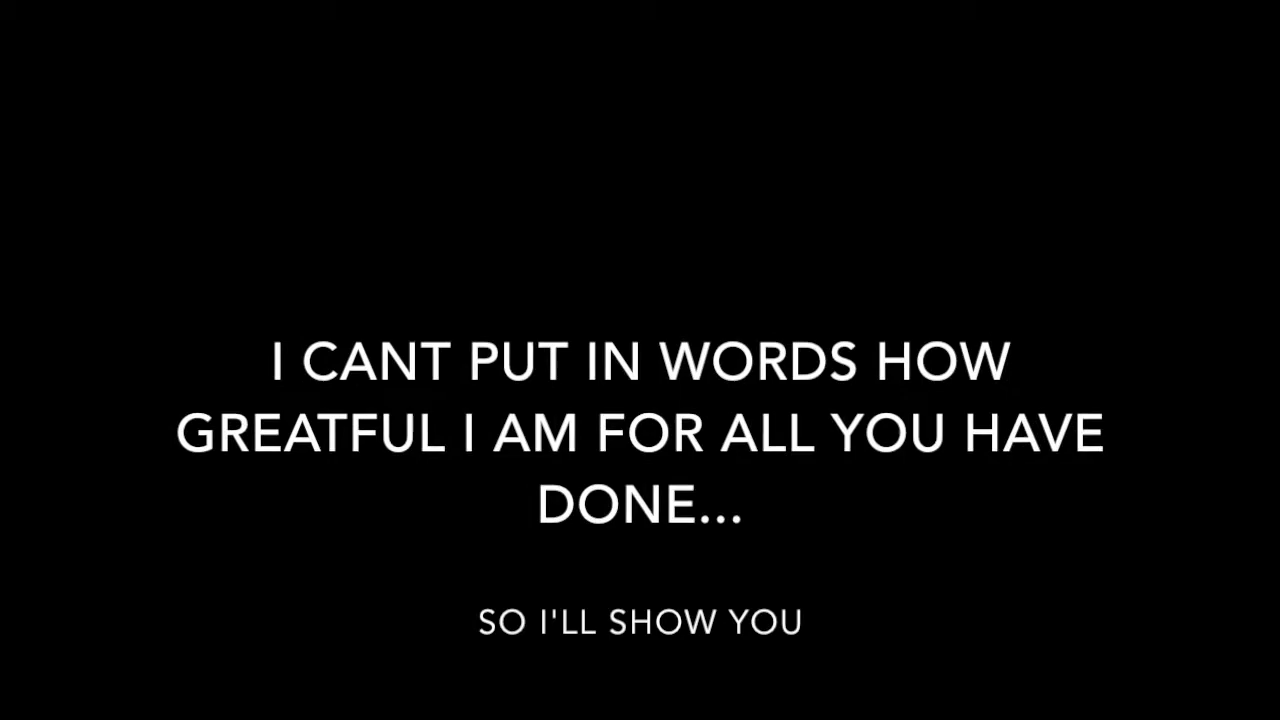 I CANT PUT IN WORDS HOW
GREATFUL I AM FOR ALL YOU HAVE
DONE...
SO I'LL SHOW YOU